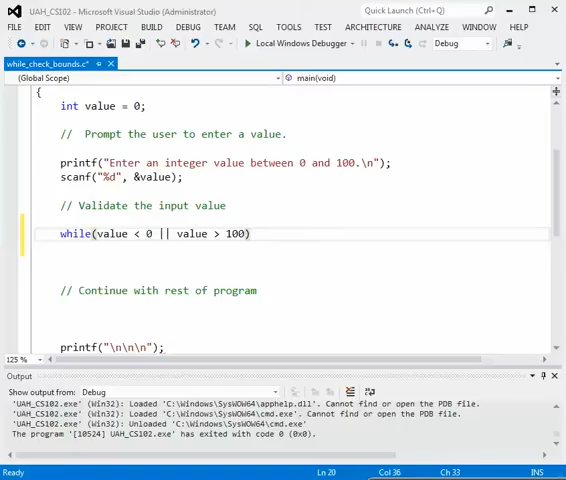 UAH_CS102 - Microsoft Visual Studio (Administrator)
Quick Launch (Ctrl+Q)
FILE EDIT VIEW PROJECT BUILD DEBUG TEAM SQL TOOLS TEST ARCHITECTURE ANALYZE WINDOW HELP
Local Windows Debugger Debug
while_check_bounds.c*
(Global Scope) main(void)
{
int value = 0;
// Prompt the user to enter a value.
printf("Enter an integer value between 0 and 100.\n");
scanf("%d", &value);
// Validate the input value
while(value < 0 || value > 100)
// Continue with rest of program
printf("\n\n\n");
125 %
Output
Show output from: Debug
'UAH_CS102.exe' (Win32): Loaded 'C:\Windows\SysWOW64\apphelp.dll'. Cannot find or open the PDB file.
'UAH_CS102.exe' (Win32): Loaded 'C:\Windows\SysWOW64\cmd.exe'. Cannot find or open the PDB file.
'UAH_CS102.exe' (Win32): Unloaded 'C:\Windows\SysWOW64\cmd.exe'
The program '[10524] UAH_CS102.exe' has exited with code 0 (0x0).
Ready Ln 20 Col 36 Ch 33 INS